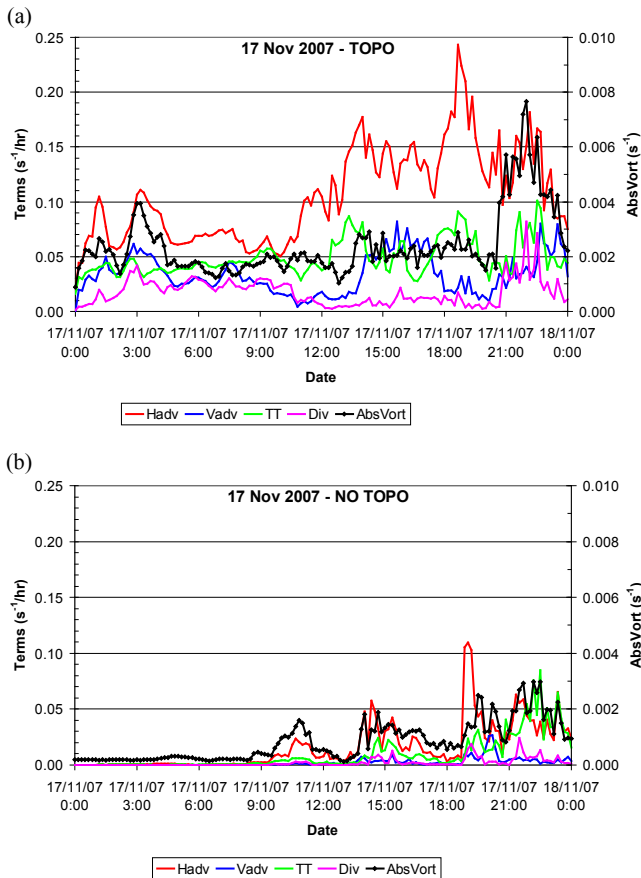 (a)
17 Nov 2007 - TOPO
0.25
0.20
0.15
0.10
0.05
0.00
Terms (s-1/hr)
0.010
0.008
0.006
0.004
0.002
0.000
AbsVort (s-1)
17/11/07 17/11/07 17/11/07 17/11/07 17/11/07 17/11/07 17/11/07 17/11/07 18/11/07
0:00 3:00 6:00 9:00 12:00 15:00 18:00 21:00 0:00
Date
Hadv Vadv TT Div AbsVort
(b)
17 Nov 2007 - NO TOPO
0.25
0.20
0.15
0.10
0.05
0.00
Terms (s-1/hr)
0.010
0.008
0.006
0.004
0.002
0.000
AbsVort (s-1)
17/11/07 17/11/07 17/11/07 17/11/07 17/11/07 17/11/07 17/11/07 17/11/07 18/11/07
0:00 3:00 6:00 9:00 12:00 15:00 18:00 21:00 0:00
Date
Hadv Vadv TT Div AbsVort